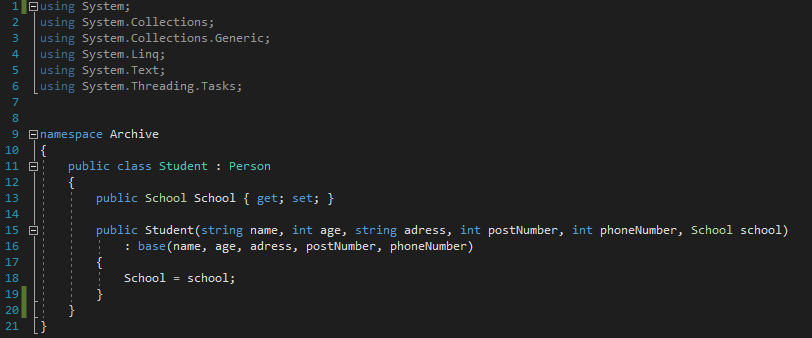 1 using System;
2 using System.Collections;
3 using System.Collections.Generic;
4 using System.Linq;
5 using System.Text;
6 using System.Threading.Tasks;
7
8
9 namespace Archive
10 {
11     public class Student : Person
12     {
13         public School School { get; set; }
14
15         public Student(string name, int age, string adress, int postNumber, int phoneNumber, School school)
16             : base(name, age, adress, postNumber, phoneNumber)
17         {
18             School = school;
19         }
20     }
21 }